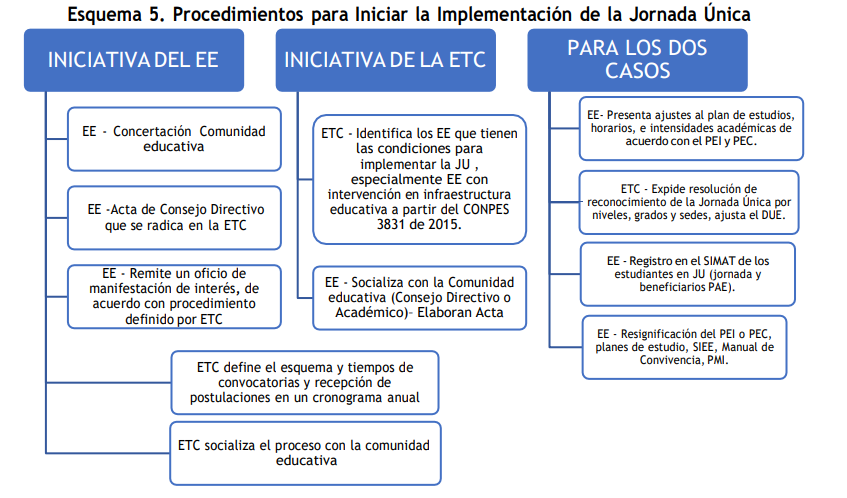 Esquema 5. Procedimientos para Iniciar la Implementación de la Jornada Única
INICIATIVA DEL EE
EE - Concertación Comunidad
educativa
EE -Acta de Consejo Directivo
que se radica en la ETC
EE - Remite un oficio de
manifestación de interés, de
acuerdo con procedimiento
definido por ETC
ETC define el esquema y tiempos de
convocatorias y recepción de
postulaciones en un cronograma anual
ETC socializa el proceso con la comunidad
educativa
INICIATIVA DE LA ETC
ETC - Identifica los EE que tienen
las condiciones para
implementar la JU ,
especialmente EE con
intervención en infraestructura
educativa a partir del CONPES
3831 de 2015.
EE - Socializa con la Comunidad
educativa (Consejo Directivo o
Académico)– Elaboran Acta
PARA LOS DOS
CASOS
EE- Presenta ajustes al plan de estudios,
horarios, e intensidades académicas de
acuerdo con el PEI y PEC.
ETC - Expide resolución de
reconocimiento de la Jornada Única por
niveles, grados y sedes, ajusta el DUE.
EE - Registro en el SIMAT de los
estudiantes en JU (jornada y
beneficiarios PAE).
EE - Resignificación del PEI o PEC,
planes de estudio, SIEE, Manual de
Convivencia, PMI.